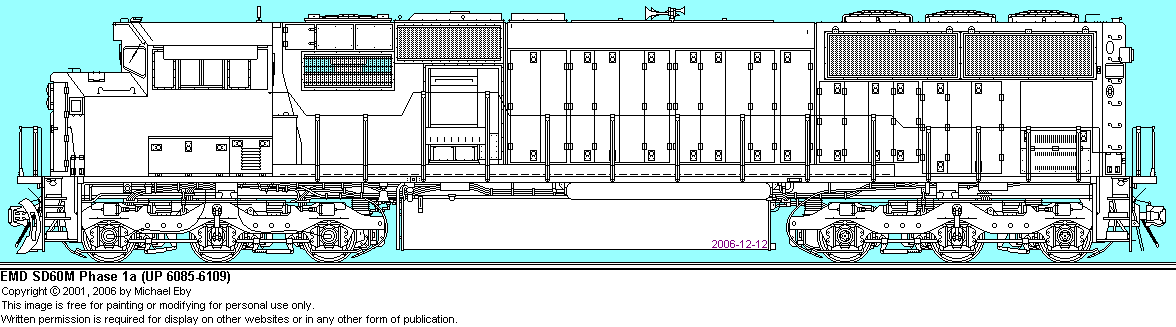 2006-12-12
EMD SD60M Phase 1a (UP 6085-6109)
Copyright © 2001, 2006 by Michael Eby
This image is free for painting or modifying for personal use only.
Written permission is required for display on other websites or in any other form of publication.